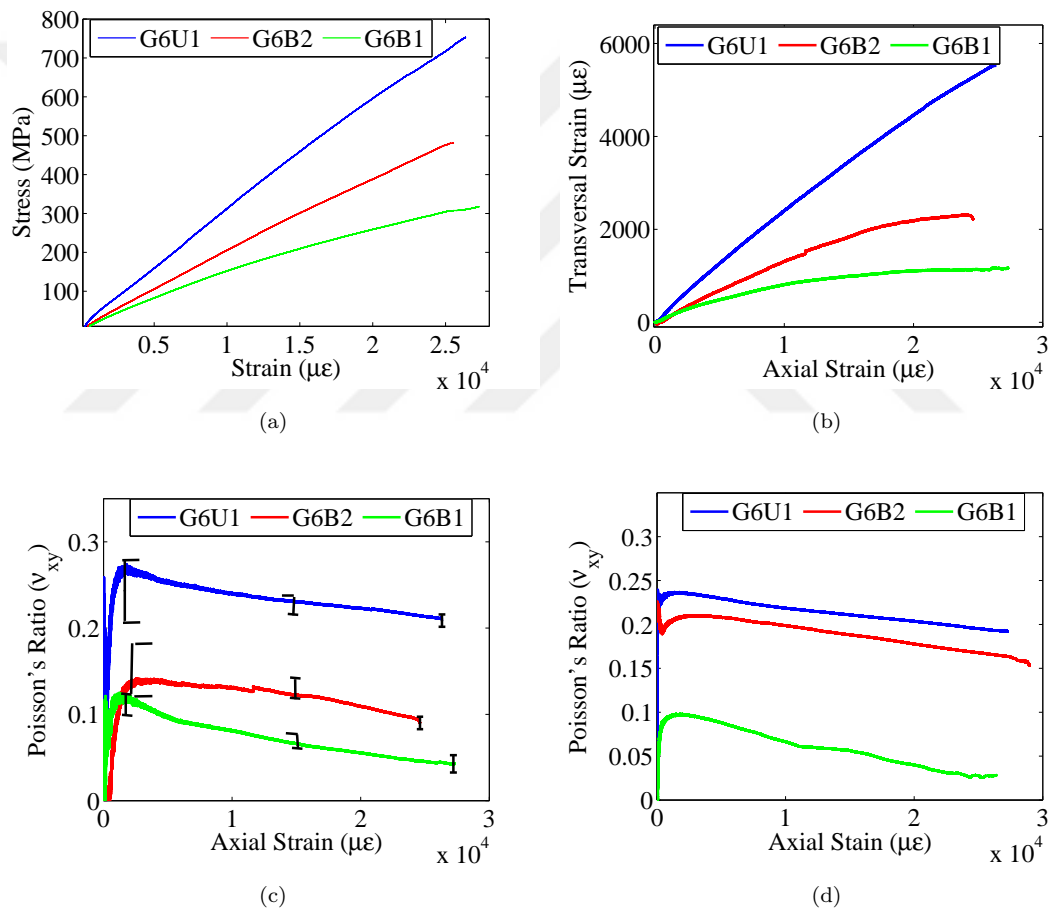 800
700
600
500
400
300
200
100
G6U1 G6B2 G6B1
Stress (MPa)
0.5 1 1.5 2 2.5
Strain (με)
x 10^4
(a)
6000
4000
2000
0
G6U1 G6B2 G6B1
Transversal Strain (με)
0 1 2 3
Axial Strain (με)
x 10^4
(b)
0.3
0.2
0.1
0
G6U1 G6B2 G6B1
Poisson's Ratio (ν_xy)
0 1 2 3
Axial Strain (με)
x 10^4
(c)
0.3
0.25
0.2
0.15
0.1
0.05
0
G6U1 G6B2 G6B1
Poisson's Ratio (ν_xy)
0 1 2 3
Axial Stain (με)
x 10^4
(d)